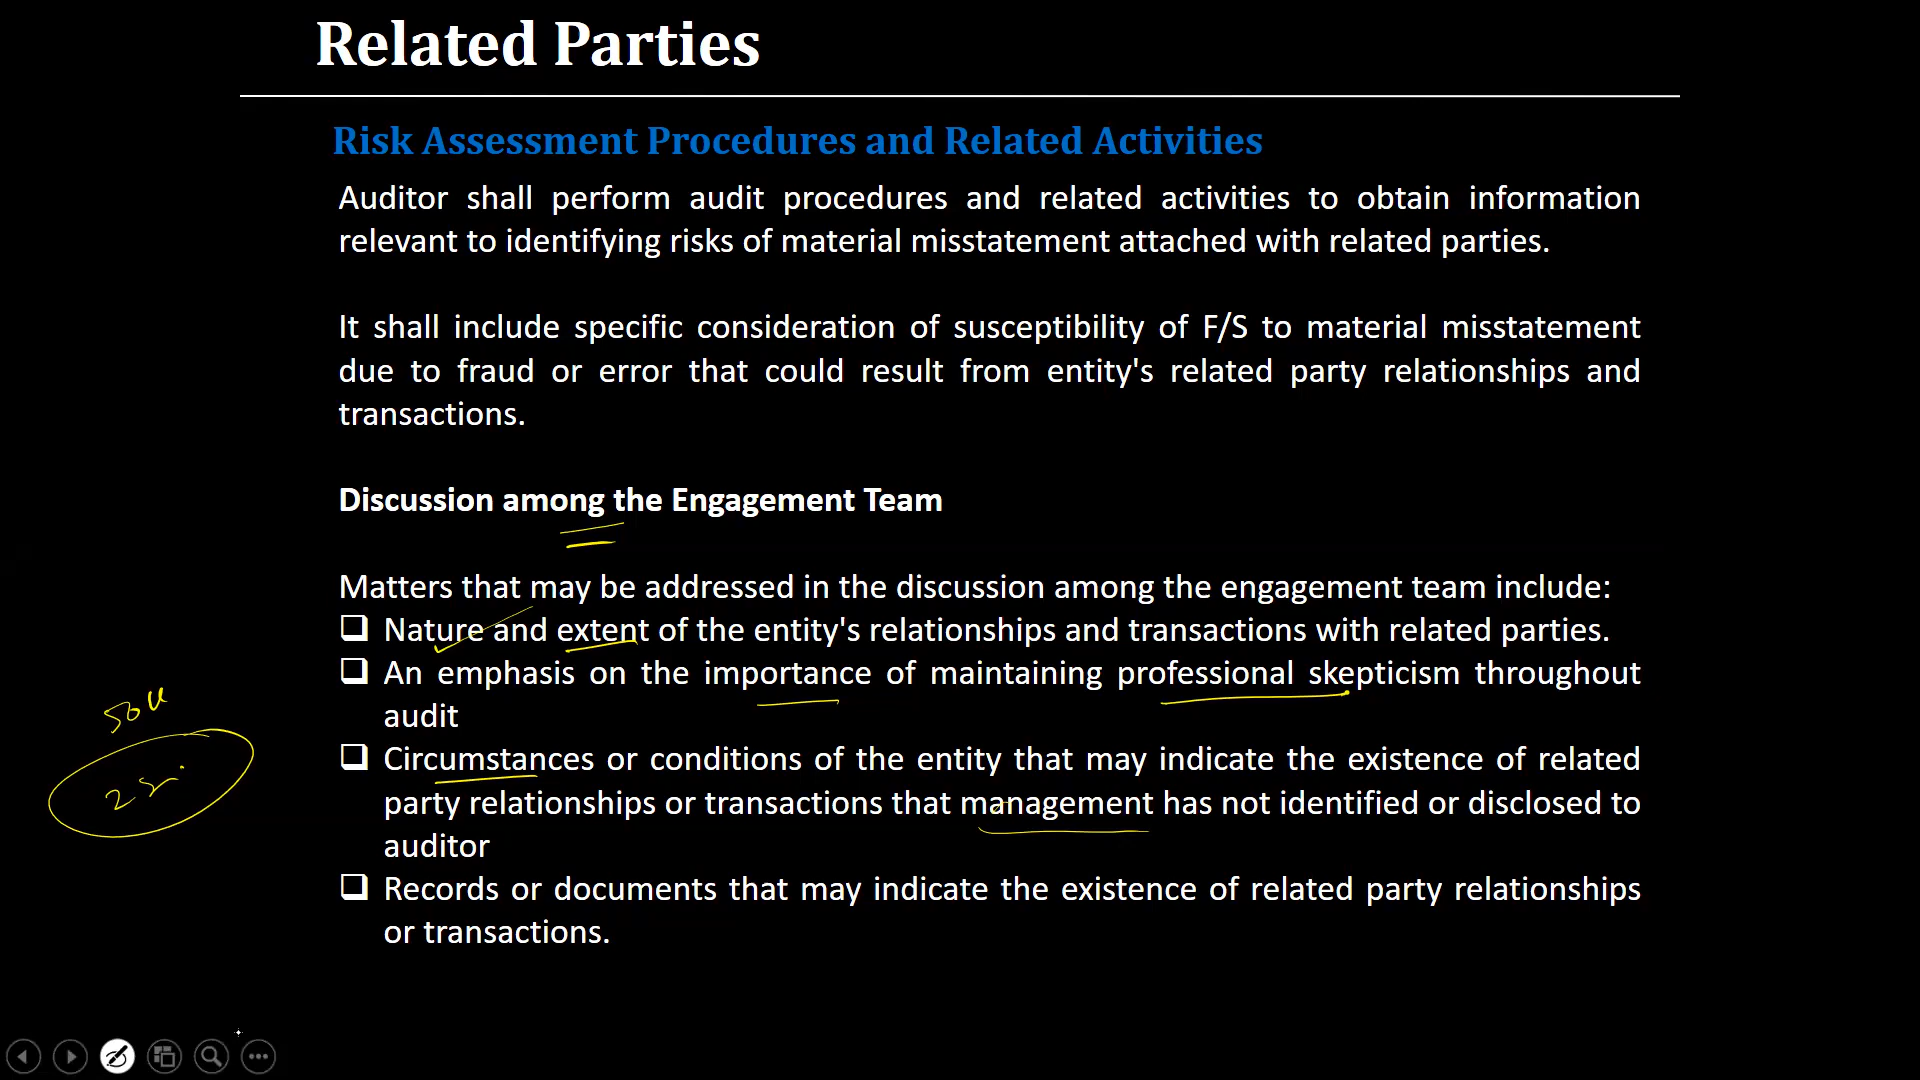 Related Parties
Risk Assessment Procedures and Related Activities
Auditor shall perform audit procedures and related activities to obtain information
relevant to identifying risks of material misstatement attached with related parties.
It shall include specific consideration of susceptibility of F/S to material misstatement
due to fraud or error that could result from entity's related party relationships and
transactions.
Discussion among the Engagement Team
Matters that may be addressed in the discussion among the engagement team include:
❑ Nature and extent of the entity's relationships and transactions with related parties.
❑ An emphasis on the importance of maintaining professional skepticism throughout
audit
❑ Circumstances or conditions of the entity that may indicate the existence of related
party relationships or transactions that management has not identified or disclosed to
auditor
❑ Records or documents that may indicate the existence of related party relationships
or transactions.